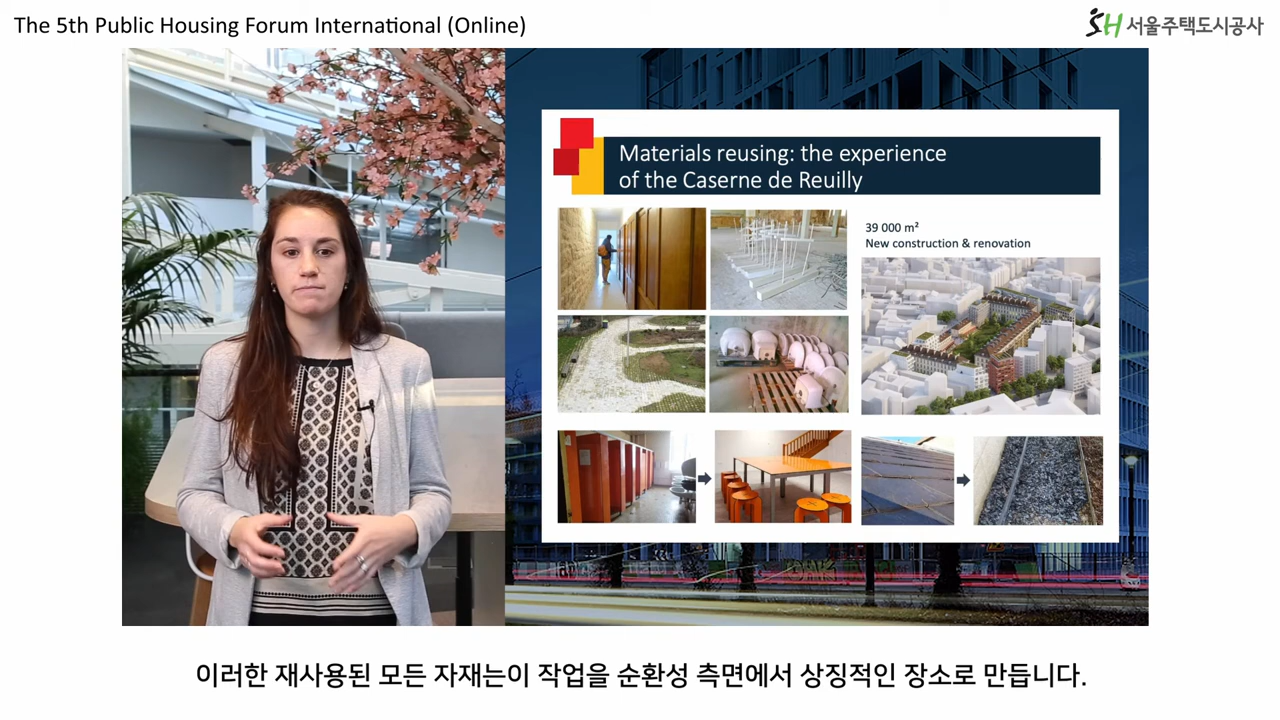 The 5th Public Housing Forum International (Online)
SH 서울주택도시공사
Materials reusing: the experience
of the Caserne de Reuilly
39 000 m²
New construction & renovation
이러한 재사용된 모든 자재는이 작업을 순환성 측면에서 상징적인 장소로 만듭니다.